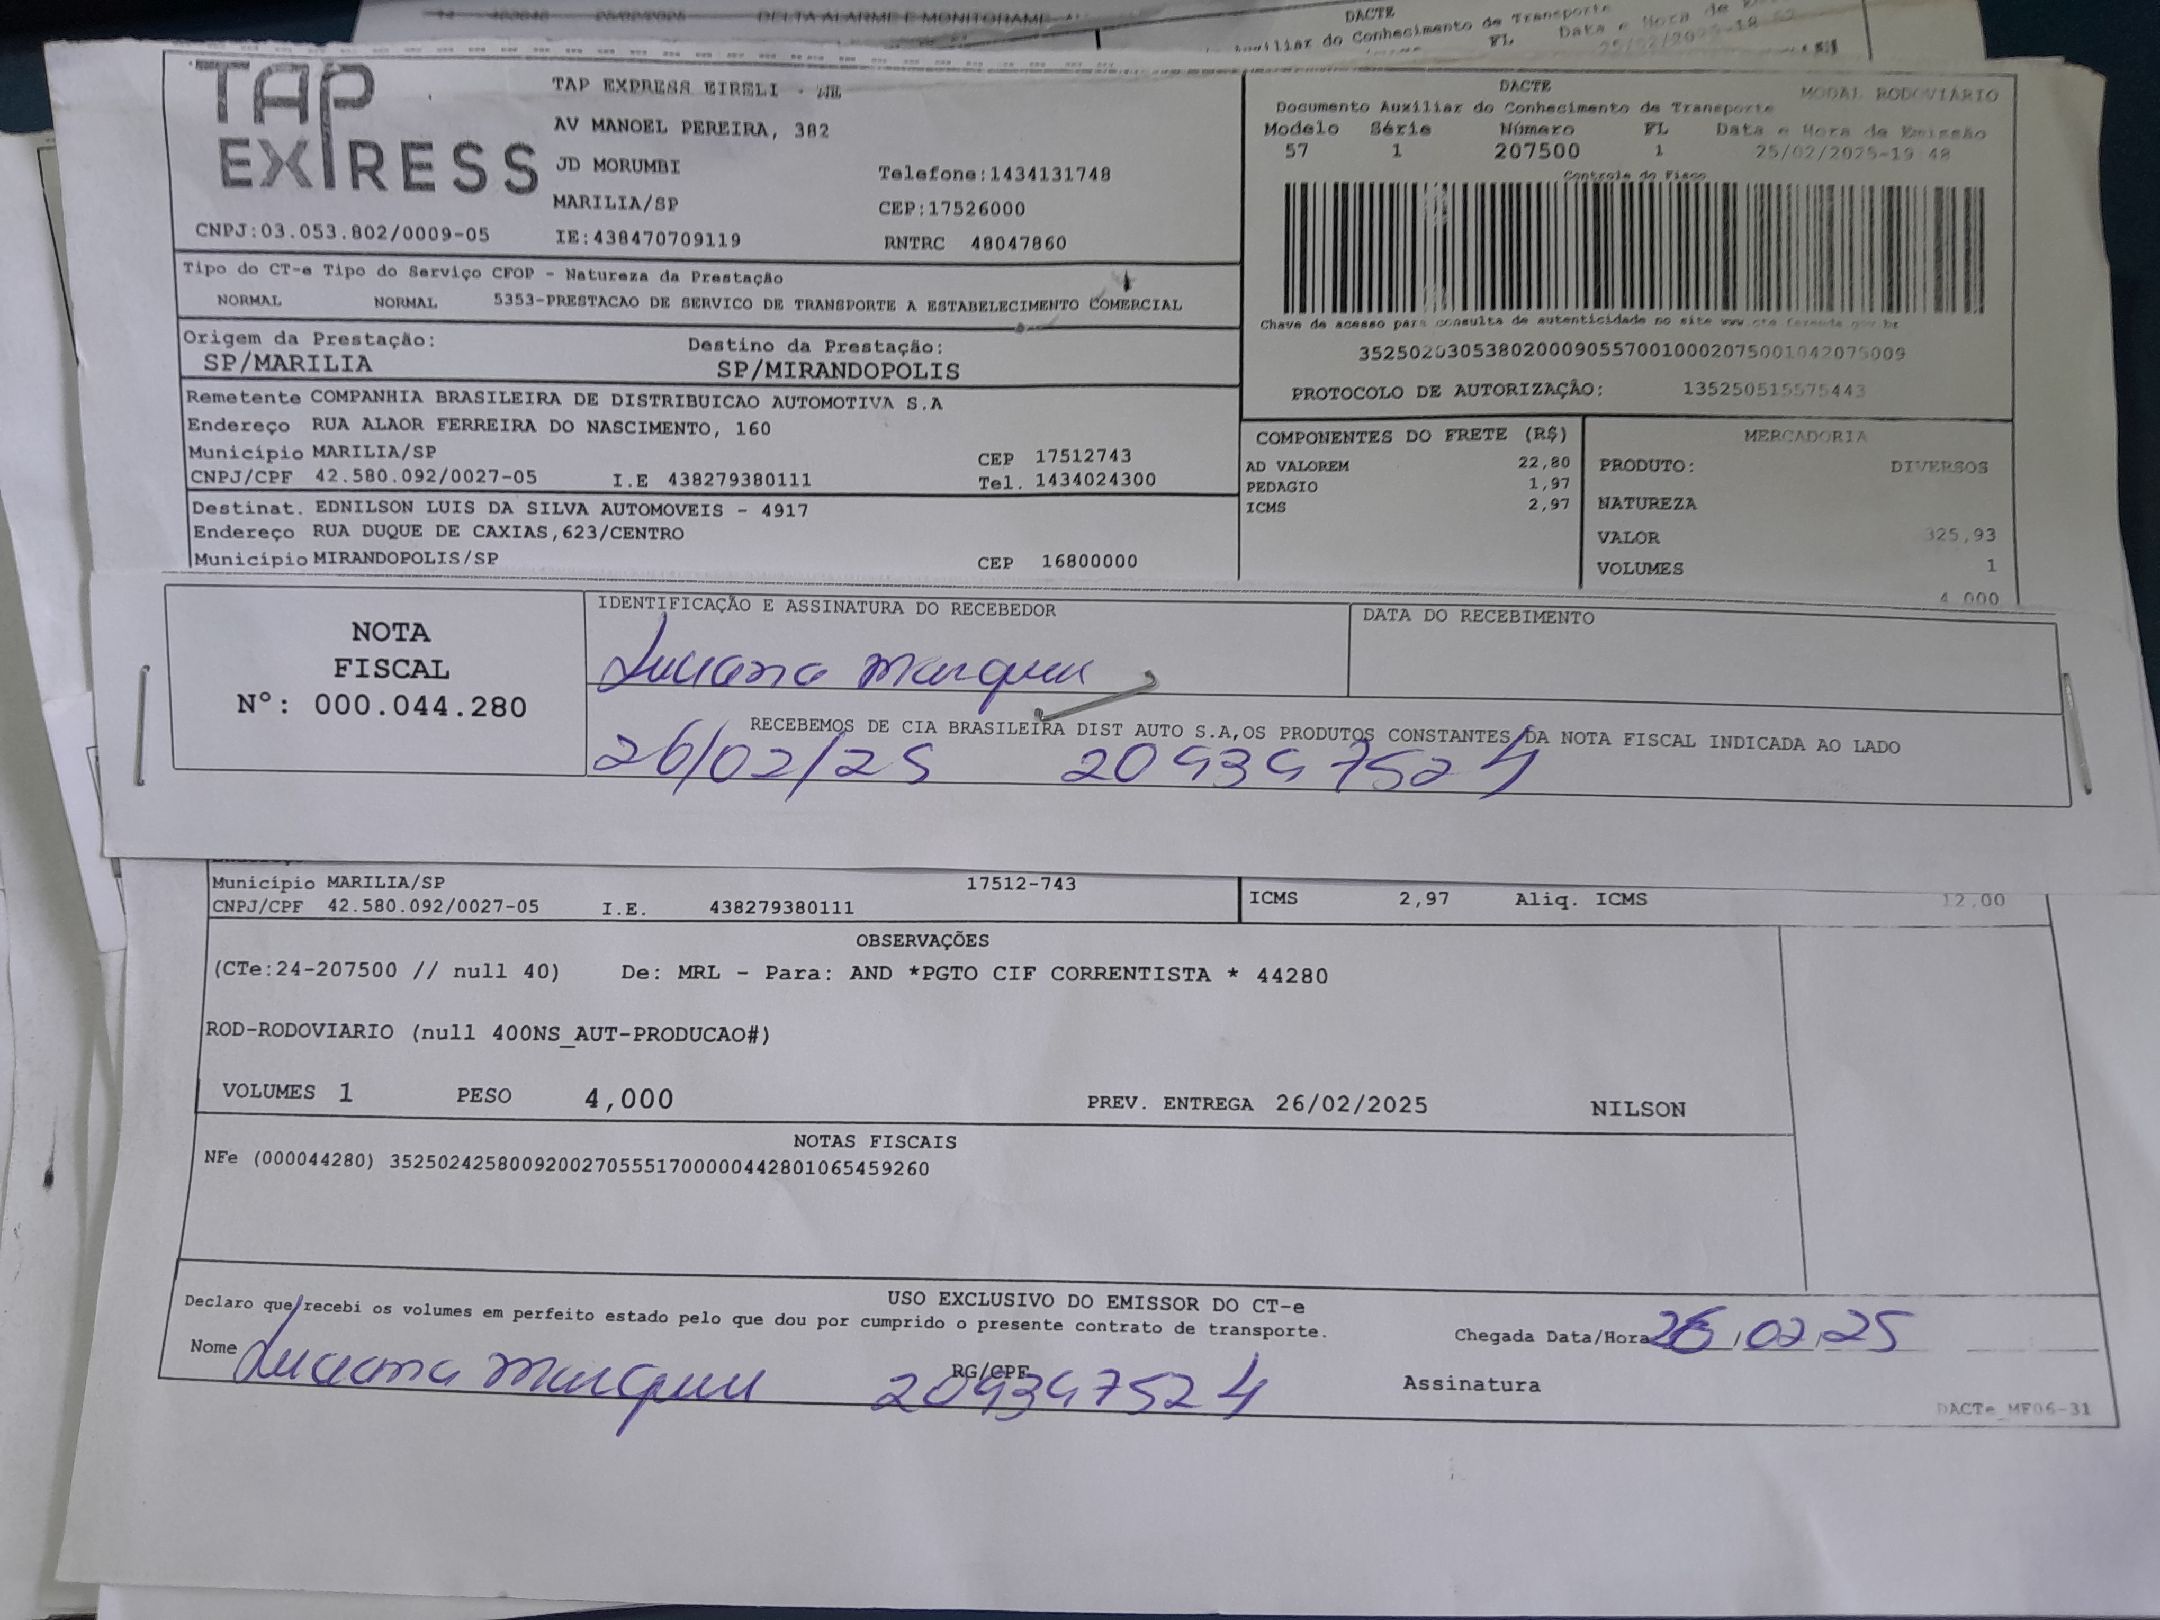 DELTA ALARME E MONITORAME
DACTE
Auxiliar do Conhecimento de Transporte
FL Data e Hora de
TAP
EXPRESS
TAP EXPRESS EIRELI
AV MANOEL PEREIRA, 382
JD MORUMBI Telefone:1434131748
MARILIA/SP CEP:17526000
CNPJ:03.053.802/0009-05 IE:438470709119 RNTRC 48047860
DACTE MODAL RODOVIÁRIO
Documento Auxiliar do Conhecimento de Transporte
Modelo Série Número FL Data e Hora de Emissão
57 1 207500 1 25/02/2025-19:48
Controle do Fisco
Chave de acesso para consulta de autenticidade no site www.cte.fazenda.gov.br
35250203053802000905570010002075001042075009
PROTOCOLO DE AUTORIZAÇÃO: 135250515575443
Tipo do CT-e Tipo do Serviço CFOP - Natureza da Prestação
NORMAL NORMAL 5353-PRESTACAO DE SERVICO DE TRANSPORTE A ESTABELECIMENTO COMERCIAL
Origem da Prestação: Destino da Prestação:
SP/MARILIA SP/MIRANDOPOLIS
Remetente COMPANHIA BRASILEIRA DE DISTRIBUICAO AUTOMOTIVA S.A
Endereço RUA ALAOR FERREIRA DO NASCIMENTO, 160
Município MARILIA/SP CEP 17512743
CNPJ/CPF 42.580.092/0027-05 I.E 438279380111 Tel. 1434024300
Destinat. EDNILSON LUIS DA SILVA AUTOMOVEIS - 4917
Endereço RUA DUQUE DE CAXIAS,623/CENTRO
Município MIRANDOPOLIS/SP CEP 16800000
COMPONENTES DO FRETE (R$)
AD VALOREM 22,80
PEDAGIO 1,97
ICMS 2,97
MERCADORIA
PRODUTO: DIVERSOS
NATUREZA
VALOR 325,93
VOLUMES 1
4,000
NOTA
FISCAL
Nº: 000.044.280
IDENTIFICAÇÃO E ASSINATURA DO RECEBEDOR DATA DO RECEBIMENTO
Luciana Marques
RECEBEMOS DE CIA BRASILEIRA DIST AUTO S.A,OS PRODUTOS CONSTANTES DA NOTA FISCAL INDICADA AO LADO
26/02/25 209397524
Município MARILIA/SP 17512-743
CNPJ/CPF 42.580.092/0027-05 I.E. 438279380111
ICMS 2,97 Aliq. ICMS 12,00
OBSERVAÇÕES
(CTe:24-207500 // null 40) De: MRL - Para: AND *PGTO CIF CORRENTISTA * 44280
ROD-RODOVIARIO (null 400NS_AUT-PRODUCAO#)
VOLUMES 1 PESO 4,000 PREV. ENTREGA 26/02/2025 NILSON
NOTAS FISCAIS
NFe (000044280) 35250242580092002705551700000442801065459260
USO EXCLUSIVO DO EMISSOR DO CT-e
Declaro que recebi os volumes em perfeito estado pelo que dou por cumprido o presente contrato de transporte.
Chegada Data/Hora 26,02,25
Nome Luciana Marques RG/CPF 209397524 Assinatura
DACTe_MF06-31